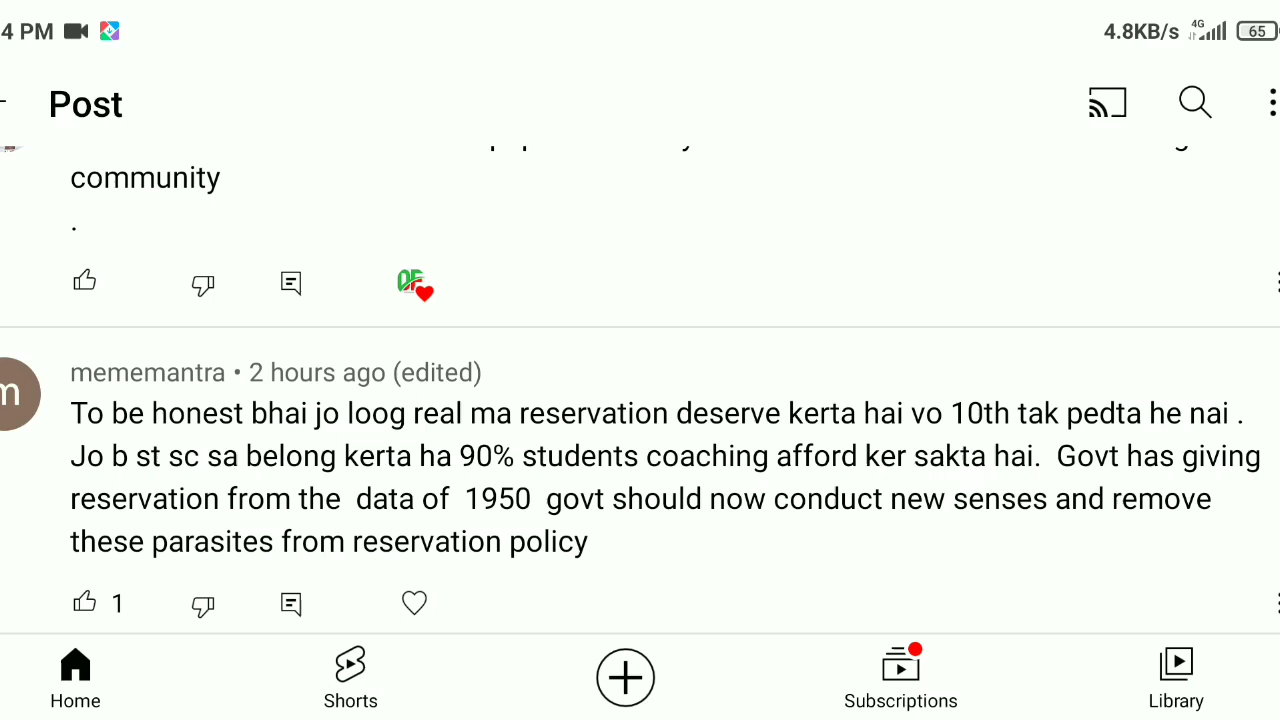 4 PM 4.8KB/s 4G 65
Post
community
.
mememantra • 2 hours ago (edited)
To be honest bhai jo loog real ma reservation deserve kerta hai vo 10th tak pedta he nai .
Jo b st sc sa belong kerta ha 90% students coaching afford ker sakta hai.  Govt has giving
reservation from the  data of  1950  govt should now conduct new senses and remove
these parasites from reservation policy
1
Home Shorts Subscriptions Library